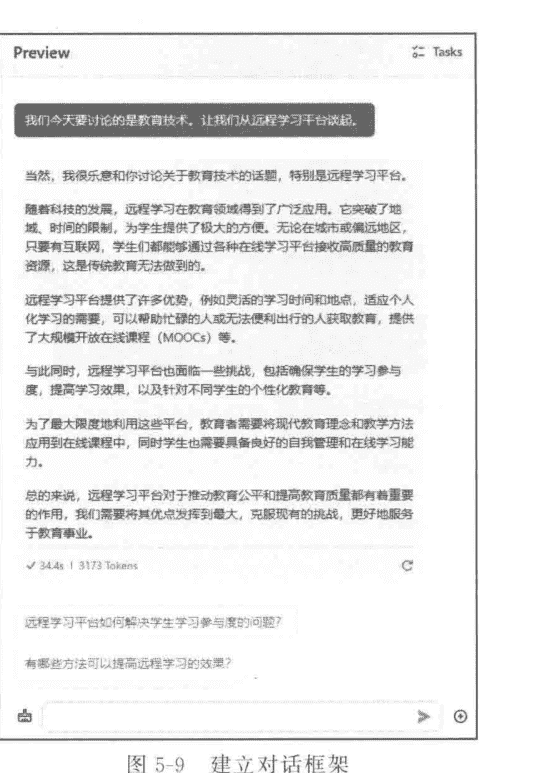 Preview
Tasks
我们今天要讨论的是教育技术。让我们从远程学习平台谈起。
当然，我很乐意和你讨论关于教育技术的话题，特别是远程学习平台。
随着科技的发展，远程学习在教育领域得到了广泛应用。它突破了地
域、时间的限制，为学生提供了极大的方便。无论在城市或偏远地区，
只要有互联网，学生们都能够通过各种在线学习平台接收高质量的教育
资源，这是传统教育无法做到的。
远程学习平台提供了许多优势，例如灵活的学习时间和地点，适应个人
化学习的需要，可以帮助忙碌的人或无法便利出行的人获取教育，提供
了大规模开放在线课程（MOOCs）等。
与此同时，远程学习平台也面临一些挑战，包括确保学生的学习参与
度，提高学习效果，以及针对不同学生的个性化教育等。
为了最大限度地利用这些平台，教育者需要将现代教育理念和教学方法
应用到在线课程中，同时学生也需要具备良好的自我管理和在线学习能
力。
总的来说，远程学习平台对于推动教育公平和提高教育质量都有着重要
的作用，我们需要将其优点发挥到最大，克服现有的挑战，更好地服务
于教育事业。
34.4s | 3173 Tokens
远程学习平台如何解决学生学习参与度的问题？
有哪些方法可以提高远程学习的效果？
图 5-9 建立对话框架